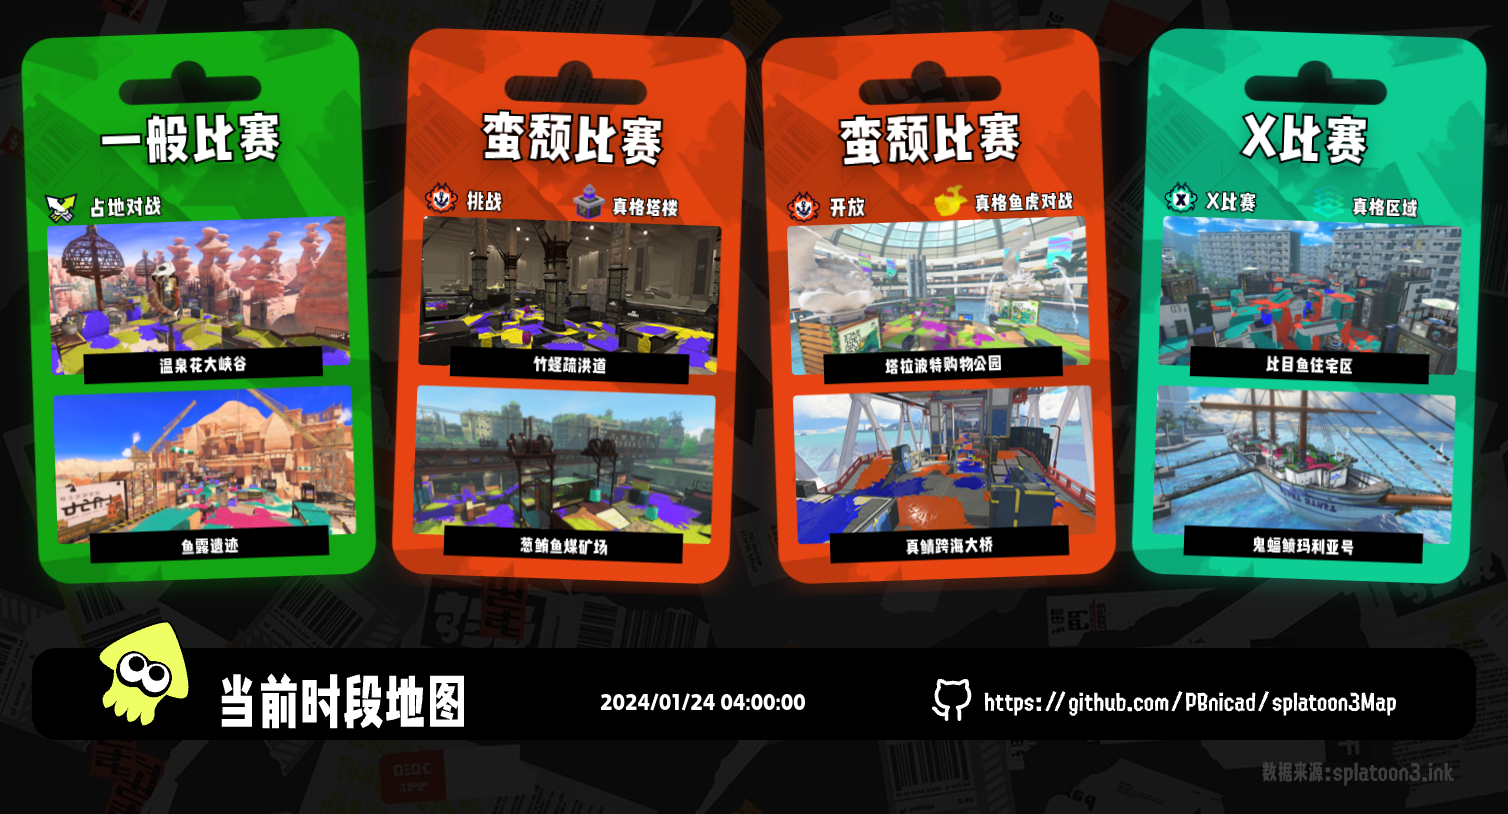 一般比赛
占地对战
温泉花大峡谷
鱼露遗迹
蛮颓比赛
挑战
真格塔楼
竹蛏疏洪道
葱鲔鱼煤矿场
蛮颓比赛
开放
真格鱼虎对战
塔拉波特购物公园
真鲭跨海大桥
X比赛
X比赛
真格区域
比目鱼住宅区
鬼蝠鲼玛利亚号
当前时段地图
2024/01/24 04:00:00
https://github.com/PBnicad/splatoon3Map
数据来源:splatoon3.ink